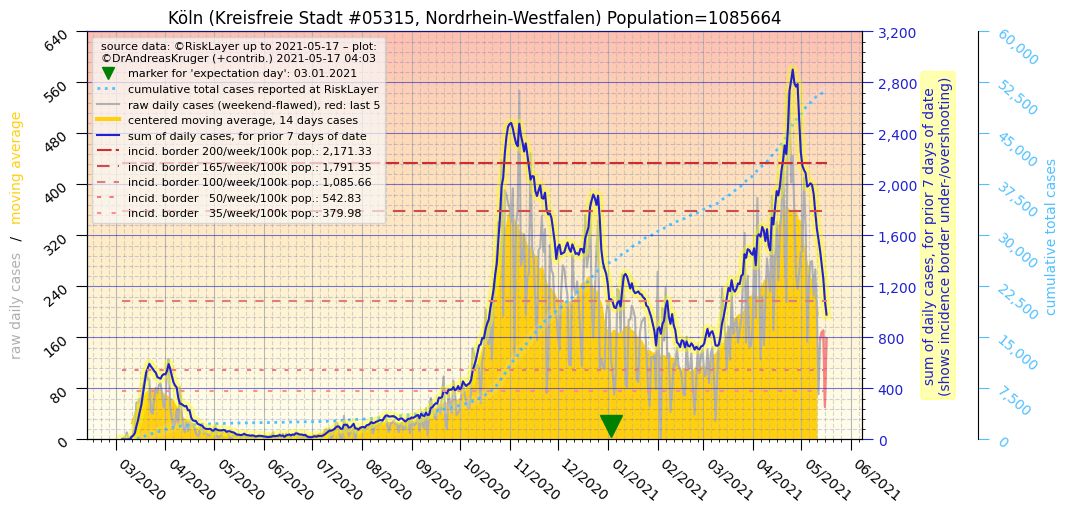 Köln (Kreisfreie Stadt #05315, Nordrhein-Westfalen) Population=1085664
source data: ©RiskLayer up to 2021-05-17 – plot:
©DrAndreasKruger (+contrib.) 2021-05-17 04:03
marker for 'expectation day': 03.01.2021
cumulative total cases reported at RiskLayer
raw daily cases (weekend-flawed), red: last 5
centered moving average, 14 days cases
sum of daily cases, for prior 7 days of date
incid. border 200/week/100k pop.: 2,171.33
incid. border 165/week/100k pop.: 1,791.35
incid. border 100/week/100k pop.: 1,085.66
incid. border 50/week/100k pop.: 542.83
incid. border 35/week/100k pop.: 379.98
raw daily cases / moving average
640
560
480
400
320
240
160
80
0
3,200
2,800
2,400
2,000
1,600
1,200
800
400
0
sum of daily cases, for prior 7 days of date
(shows incidence border under-/overshooting)
60,000
52,500
45,000
37,500
30,000
22,500
15,000
7,500
0
cumulative total cases
03/2020
04/2020
05/2020
06/2020
07/2020
08/2020
09/2020
10/2020
11/2020
12/2020
01/2021
02/2021
03/2021
04/2021
05/2021
06/2021